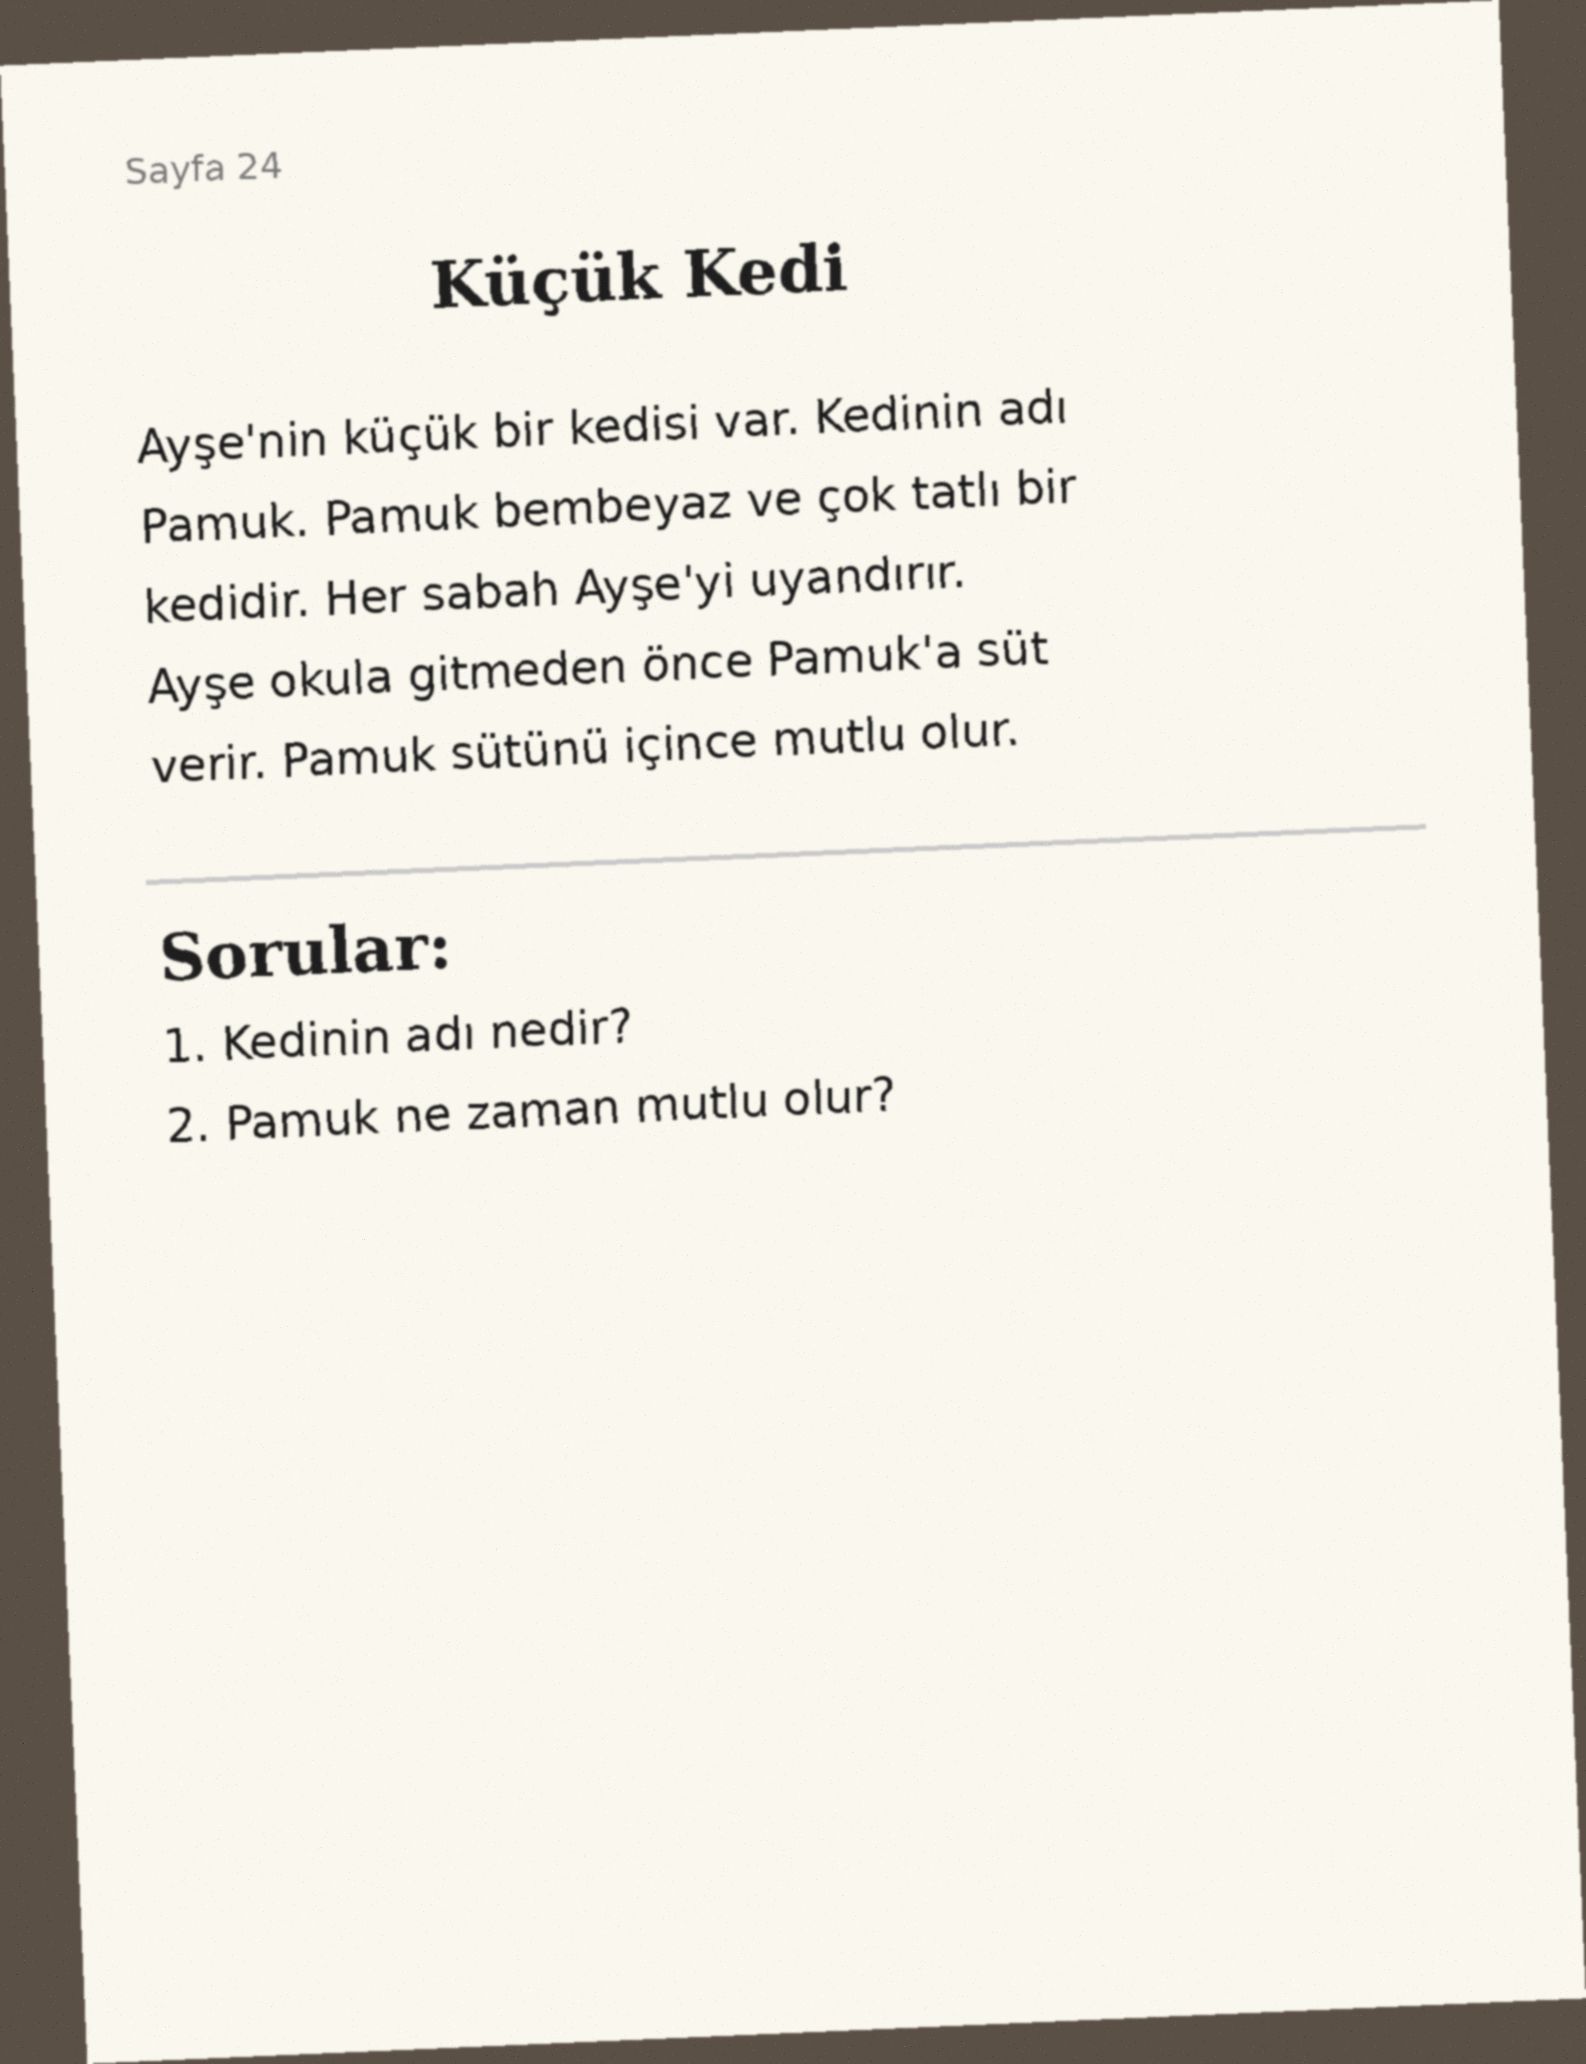 Sayfa 24
Küçük Kedi
Ayşe'nin küçük bir kedisi var. Kedinin adı
Pamuk. Pamuk bembeyaz ve çok tatlı bir
kedidir. Her sabah Ayşe'yi uyandırır.
Ayşe okula gitmeden önce Pamuk'a süt
verir. Pamuk sütünü içince mutlu olur.
Sorular:
1. Kedinin adı nedir?
2. Pamuk ne zaman mutlu olur?